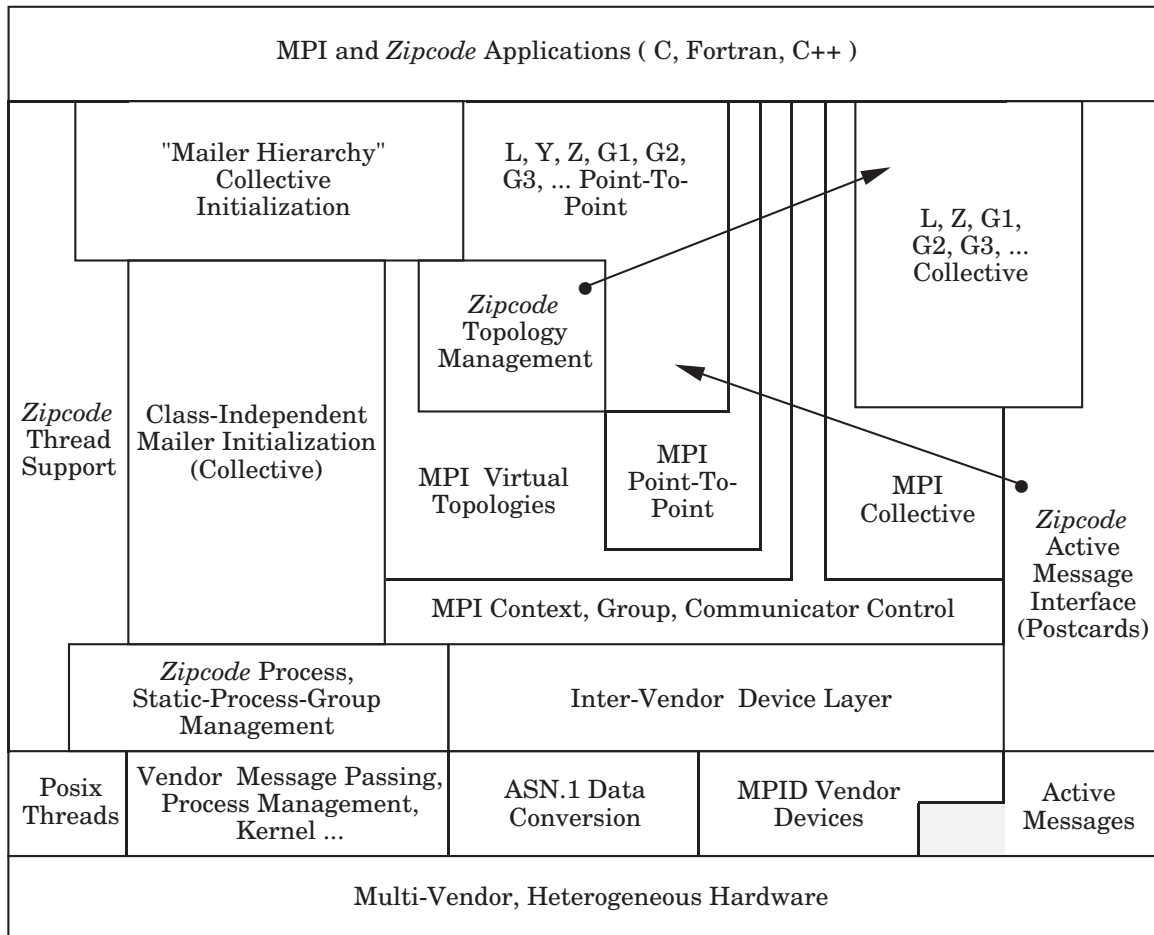 MPI and Zipcode Applications ( C, Fortran, C++ )
"Mailer Hierarchy"
Collective
Initialization
L, Y, Z, G1, G2,
G3, ... Point-To-
Point
L, Z, G1,
G2, G3, ...
Collective
Zipcode
Topology
Management
Zipcode
Thread
Support
Class-Independent
Mailer Initialization
(Collective)
MPI Virtual
Topologies
MPI
Point-To-
Point
MPI
Collective
Zipcode
Active
Message
Interface
(Postcards)
MPI Context, Group, Communicator Control
Zipcode Process,
Static-Process-Group
Management
Inter-Vendor Device Layer
Posix
Threads
Vendor Message Passing,
Process Management,
Kernel ...
ASN.1 Data
Conversion
MPID Vendor
Devices
Active
Messages
Multi-Vendor, Heterogeneous Hardware